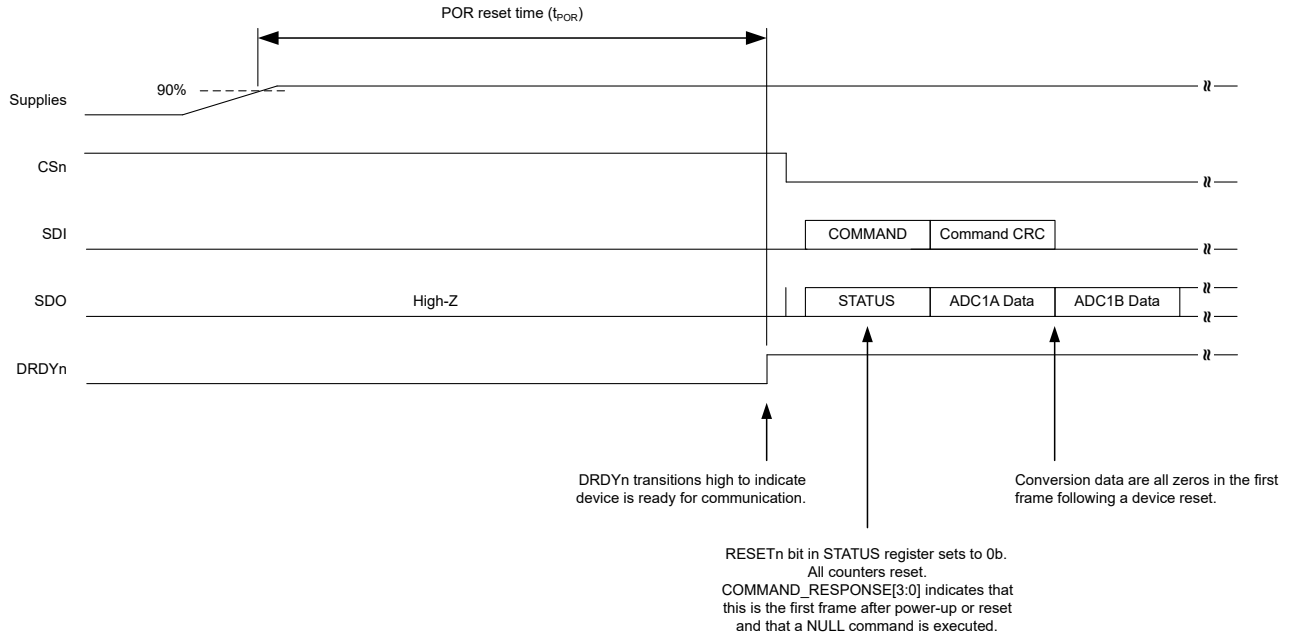 POR reset time (tPOR)
90%
Supplies
CSn
SDI
COMMAND
Command CRC
SDO
High-Z
STATUS
ADC1A Data
ADC1B Data
DRDYn
DRDYn transitions high to indicate
device is ready for communication.
Conversion data are all zeros in the first
frame following a device reset.
RESETn bit in STATUS register sets to 0b.
All counters reset.
COMMAND_RESPONSE[3:0] indicates that
this is the first frame after power-up or reset
and that a NULL command is executed.